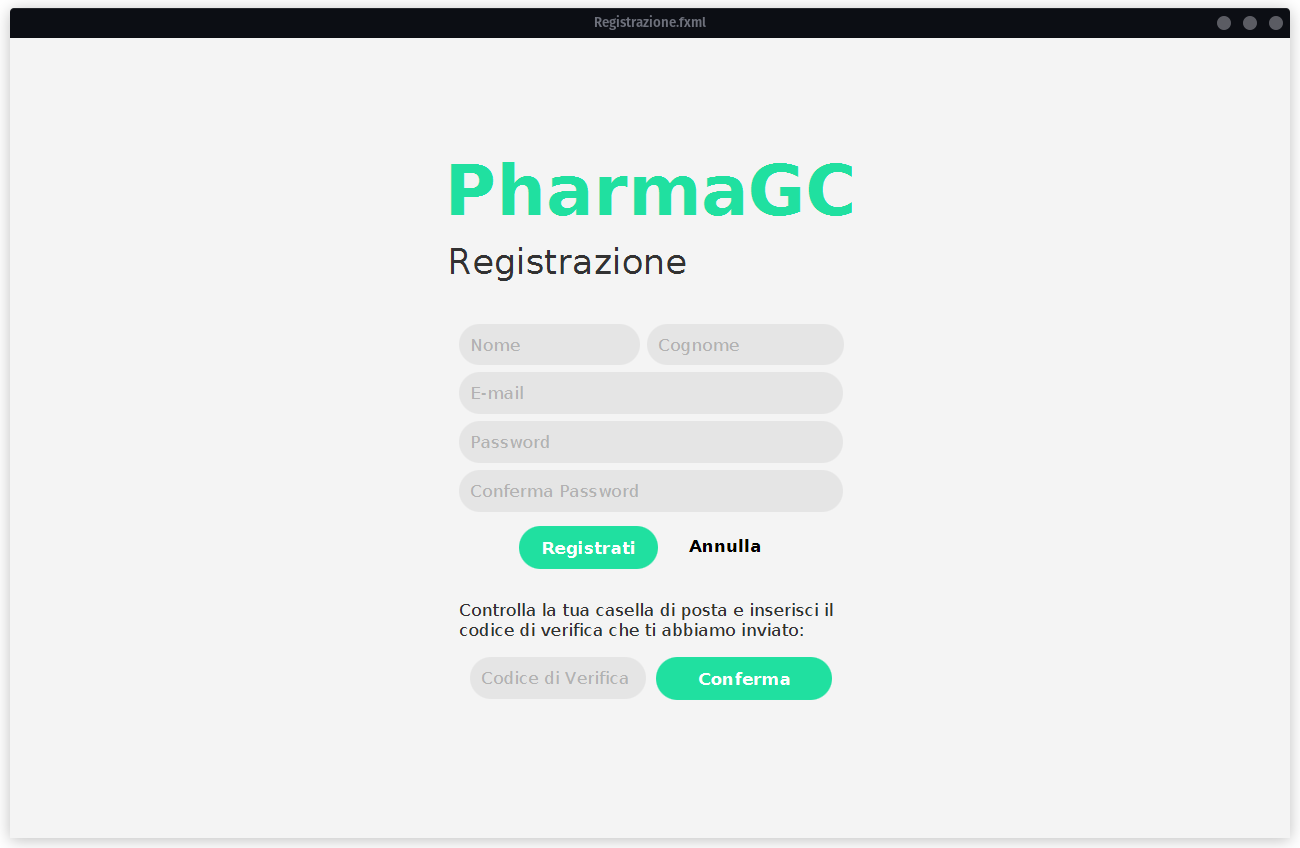 Registrazione.fxml
PharmaGC
Registrazione
Nome Cognome
E-mail
Password
Conferma Password
Registrati Annulla
Controlla la tua casella di posta e inserisci il
codice di verifica che ti abbiamo inviato:
Codice di Verifica Conferma